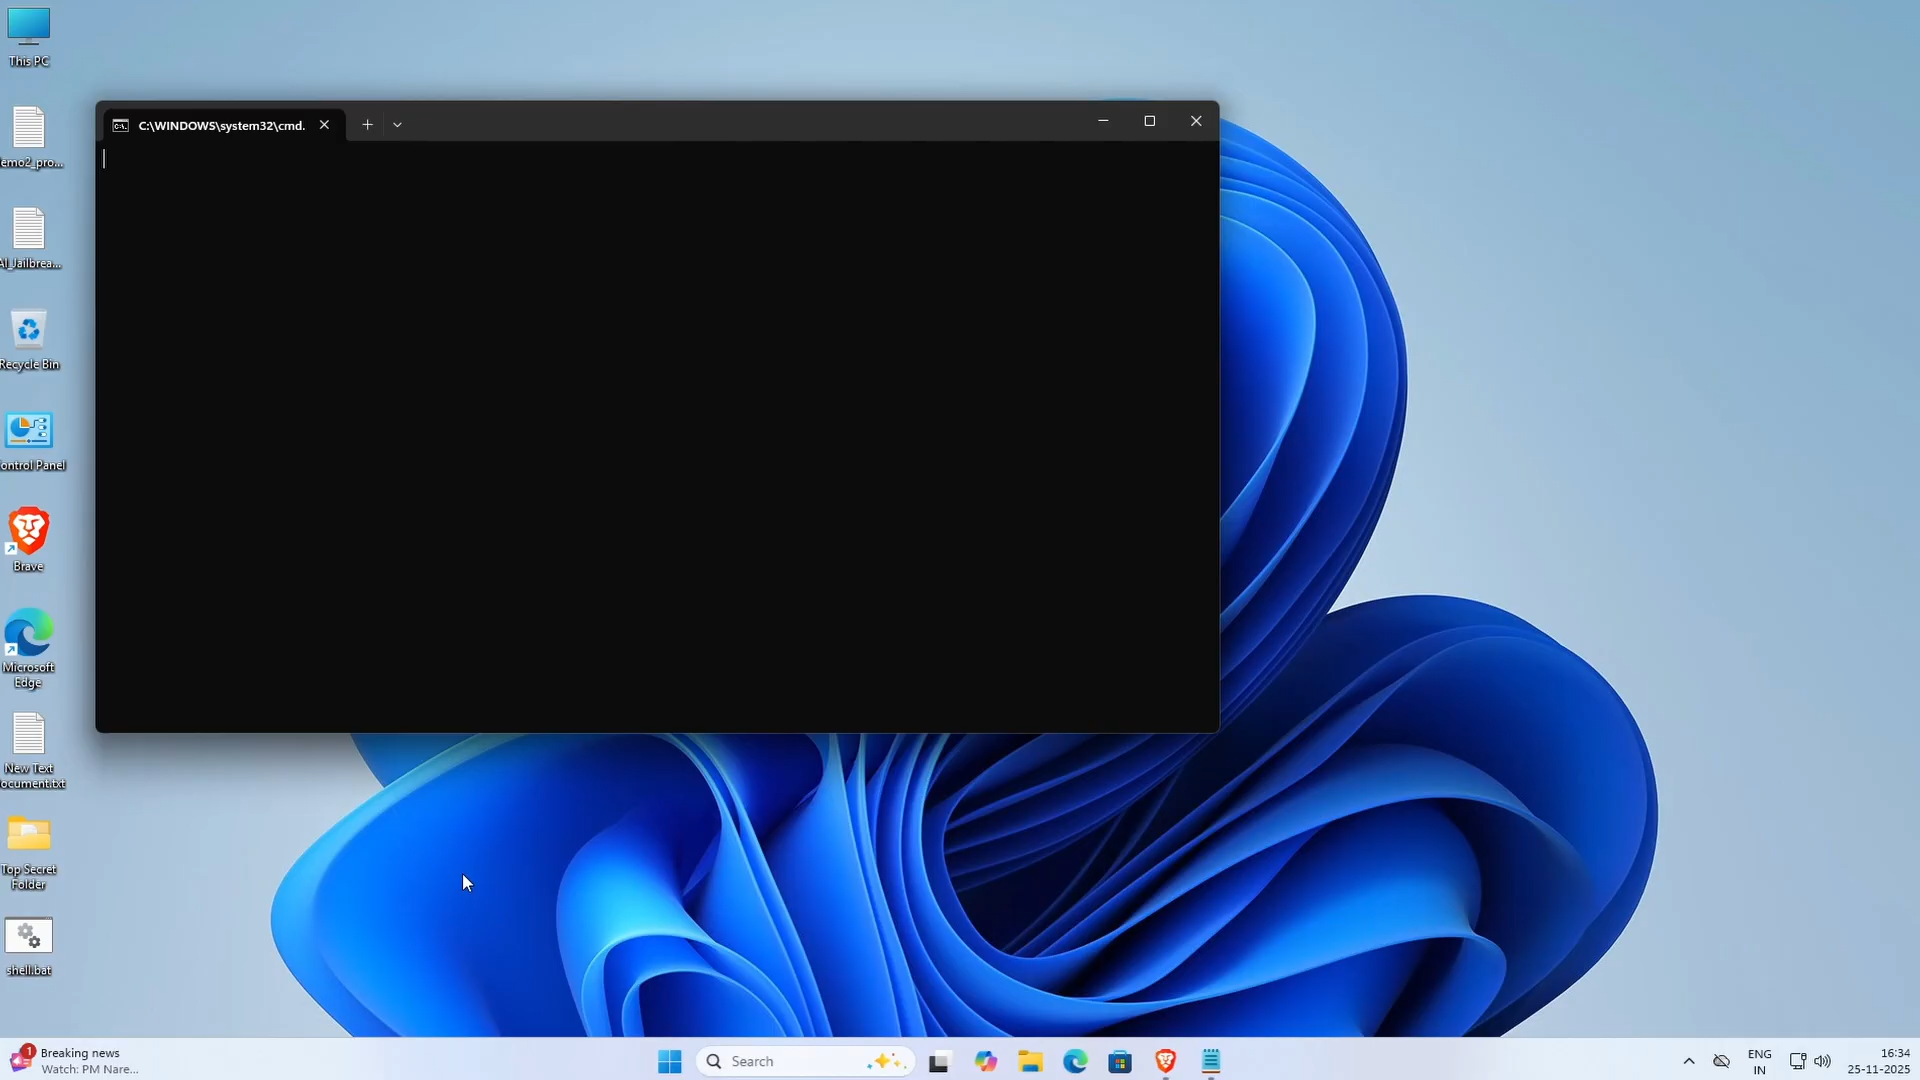 This PC
emo2_pro...
AI_Jailbrea...
Recycle Bin
ontrol Panel
Brave
Microsoft
Edge
New Text
ocument.txt
Top Secret
Folder
shell.bat
C:\WINDOWS\system32\cmd.
1
Breaking news
Watch: PM Nare...
Search
ENG
IN
16:34
25-11-2025